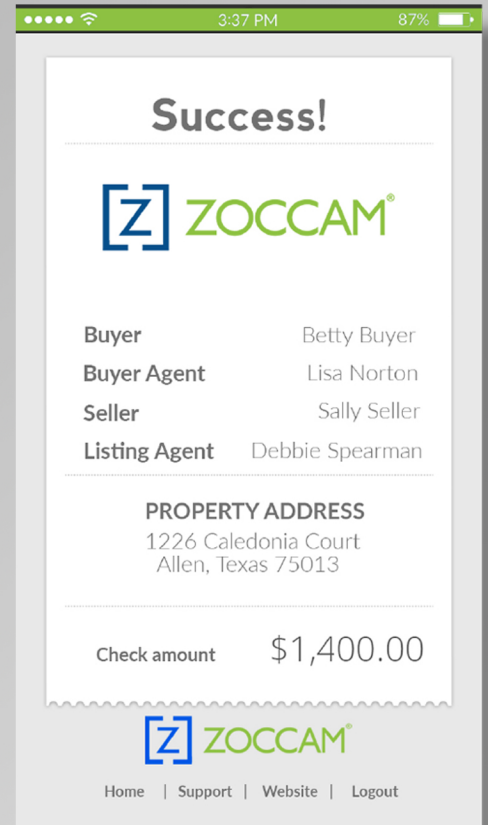 3:37 PM 87%
Success!
[Z] ZOCCAM®
Buyer Betty Buyer
Buyer Agent Lisa Norton
Seller Sally Seller
Listing Agent Debbie Spearman
PROPERTY ADDRESS
1226 Caledonia Court
Allen, Texas 75013
Check amount $1,400.00
[Z] ZOCCAM®
Home | Support | Website | Logout